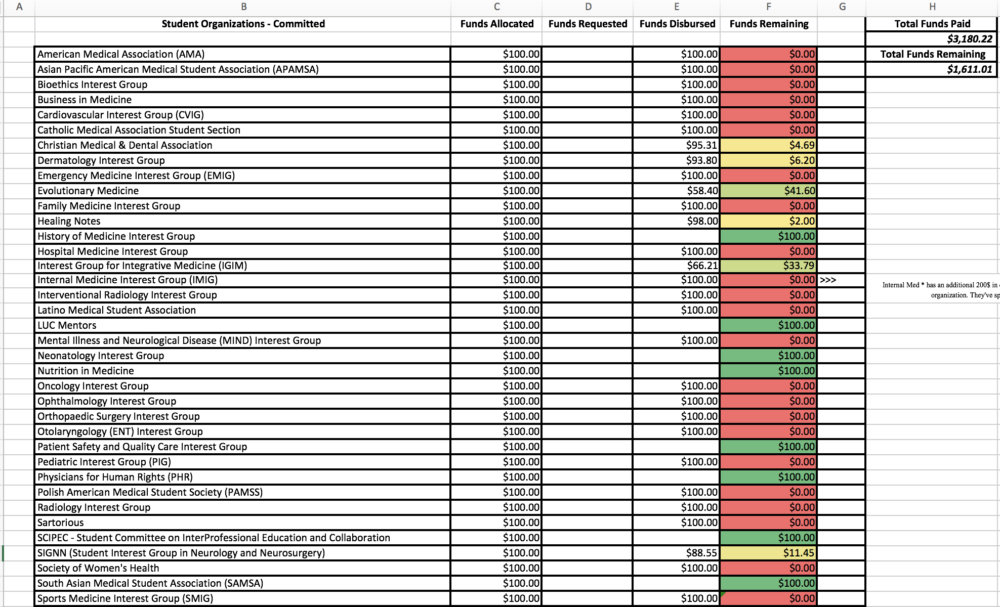 A B C D E F G H
Student Organizations - Committed Funds Allocated Funds Requested Funds Disbursed Funds Remaining Total Funds Paid
$3,180.22
American Medical Association (AMA) $100.00 $100.00 $0.00 Total Funds Remaining
Asian Pacific American Medical Student Association (APAMSA) $100.00 $100.00 $0.00 $1,611.01
Bioethics Interest Group $100.00 $100.00 $0.00
Business in Medicine $100.00 $100.00 $0.00
Cardiovascular Interest Group (CVIG) $100.00 $100.00 $0.00
Catholic Medical Association Student Section $100.00 $100.00 $0.00
Christian Medical & Dental Association $100.00 $95.31 $4.69
Dermatology Interest Group $100.00 $93.80 $6.20
Emergency Medicine Interest Group (EMIG) $100.00 $100.00 $0.00
Evolutionary Medicine $100.00 $58.40 $41.60
Family Medicine Interest Group $100.00 $100.00 $0.00
Healing Notes $100.00 $98.00 $2.00
History of Medicine Interest Group $100.00 $100.00
Hospital Medicine Interest Group $100.00 $100.00 $0.00
Interest Group for Integrative Medicine (IGIM) $100.00 $66.21 $33.79
Internal Medicine Interest Group (IMIG) $100.00 $100.00 $0.00 >>>
Internal Med * has an additional 200$ in
organization. They've sp
Interventional Radiology Interest Group $100.00 $100.00 $0.00
Latino Medical Student Association $100.00 $100.00 $0.00
LUC Mentors $100.00 $100.00
Mental Illness and Neurological Disease (MIND) Interest Group $100.00 $100.00 $0.00
Neonatology Interest Group $100.00 $100.00
Nutrition in Medicine $100.00 $100.00
Oncology Interest Group $100.00 $100.00 $0.00
Ophthalmology Interest Group $100.00 $100.00 $0.00
Orthopaedic Surgery Interest Group $100.00 $100.00 $0.00
Otolaryngology (ENT) Interest Group $100.00 $100.00 $0.00
Patient Safety and Quality Care Interest Group $100.00 $100.00
Pediatric Interest Group (PIG) $100.00 $100.00 $0.00
Physicians for Human Rights (PHR) $100.00 $100.00
Polish American Medical Student Society (PAMSS) $100.00 $100.00 $0.00
Radiology Interest Group $100.00 $100.00 $0.00
Sartorious $100.00 $100.00 $0.00
SCIPEC - Student Committee on InterProfessional Education and Collaboration $100.00 $100.00
SIGNN (Student Interest Group in Neurology and Neurosurgery) $100.00 $88.55 $11.45
Society of Women's Health $100.00 $100.00 $0.00
South Asian Medical Student Association (SAMSA) $100.00 $100.00
Sports Medicine Interest Group (SMIG) $100.00 $100.00 $0.00